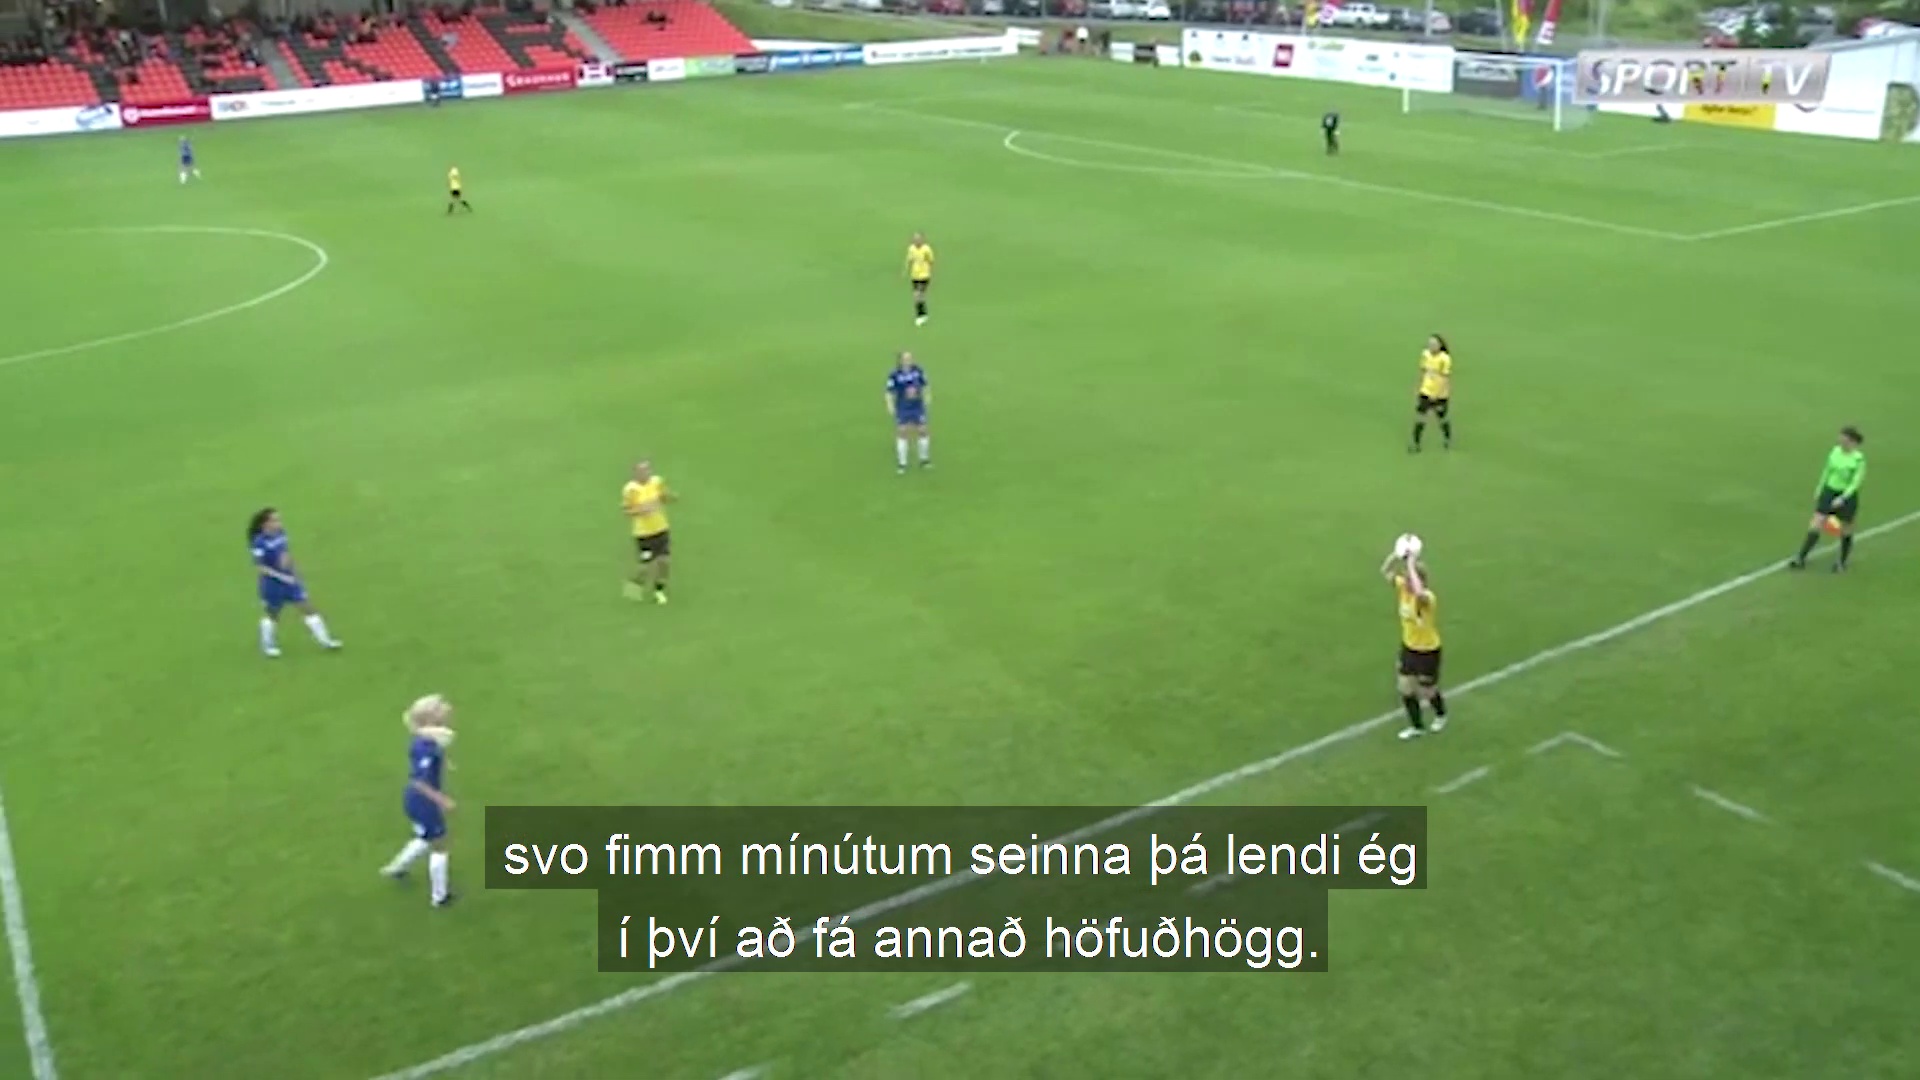 SPORT TV
svo fimm mínútum seinna þá lendi ég
í því að fá annað höfuðhögg.